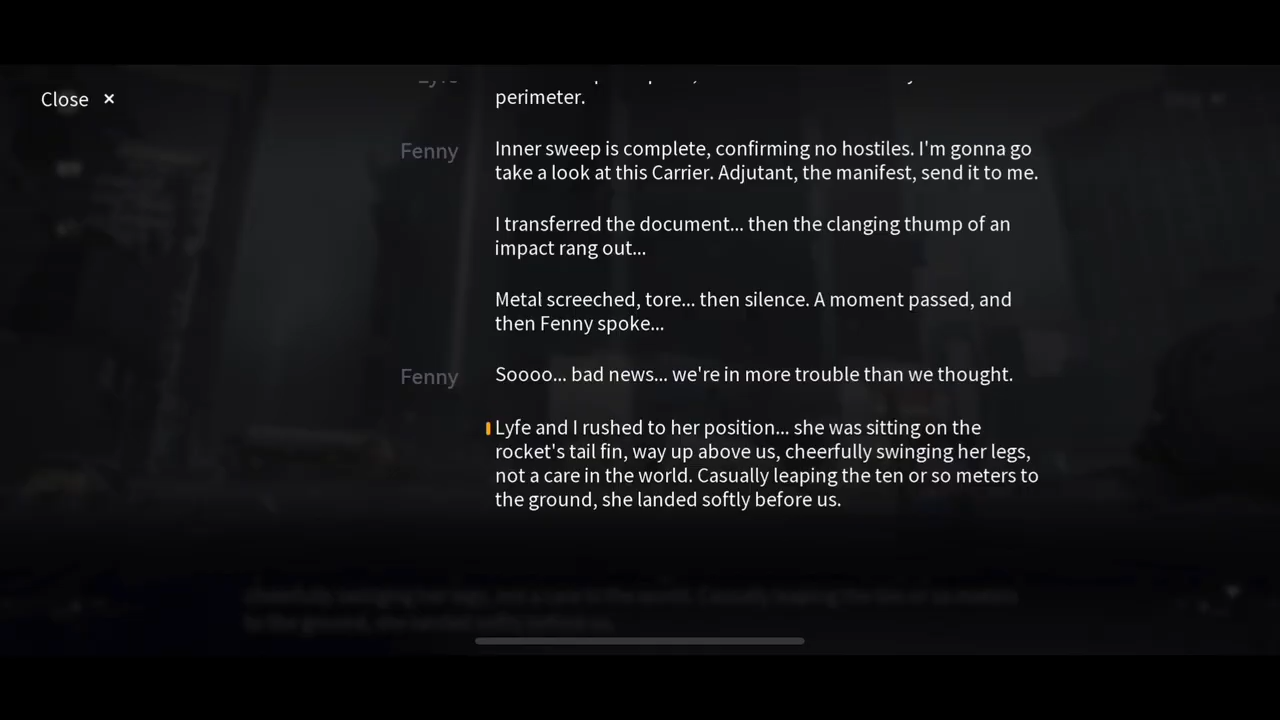 Close ×
perimeter.
Fenny
Inner sweep is complete, confirming no hostiles. I'm gonna go
take a look at this Carrier. Adjutant, the manifest, send it to me.
I transferred the document... then the clanging thump of an
impact rang out...
Metal screeched, tore... then silence. A moment passed, and
then Fenny spoke...
Fenny
Soooo... bad news... we're in more trouble than we thought.
Lyfe and I rushed to her position... she was sitting on the
rocket's tail fin, way up above us, cheerfully swinging her legs,
not a care in the world. Casually leaping the ten or so meters to
the ground, she landed softly before us.